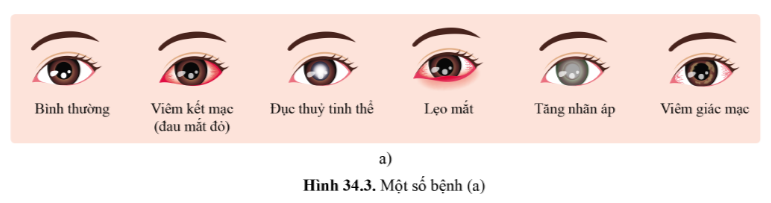 Bình thường
Viêm kết mạc
(đau mắt đỏ)
Đục thuỷ tinh thể
Lẹo mắt
Tăng nhãn áp
Viêm giác mạc
a)
Hình 34.3. Một số bệnh (a)